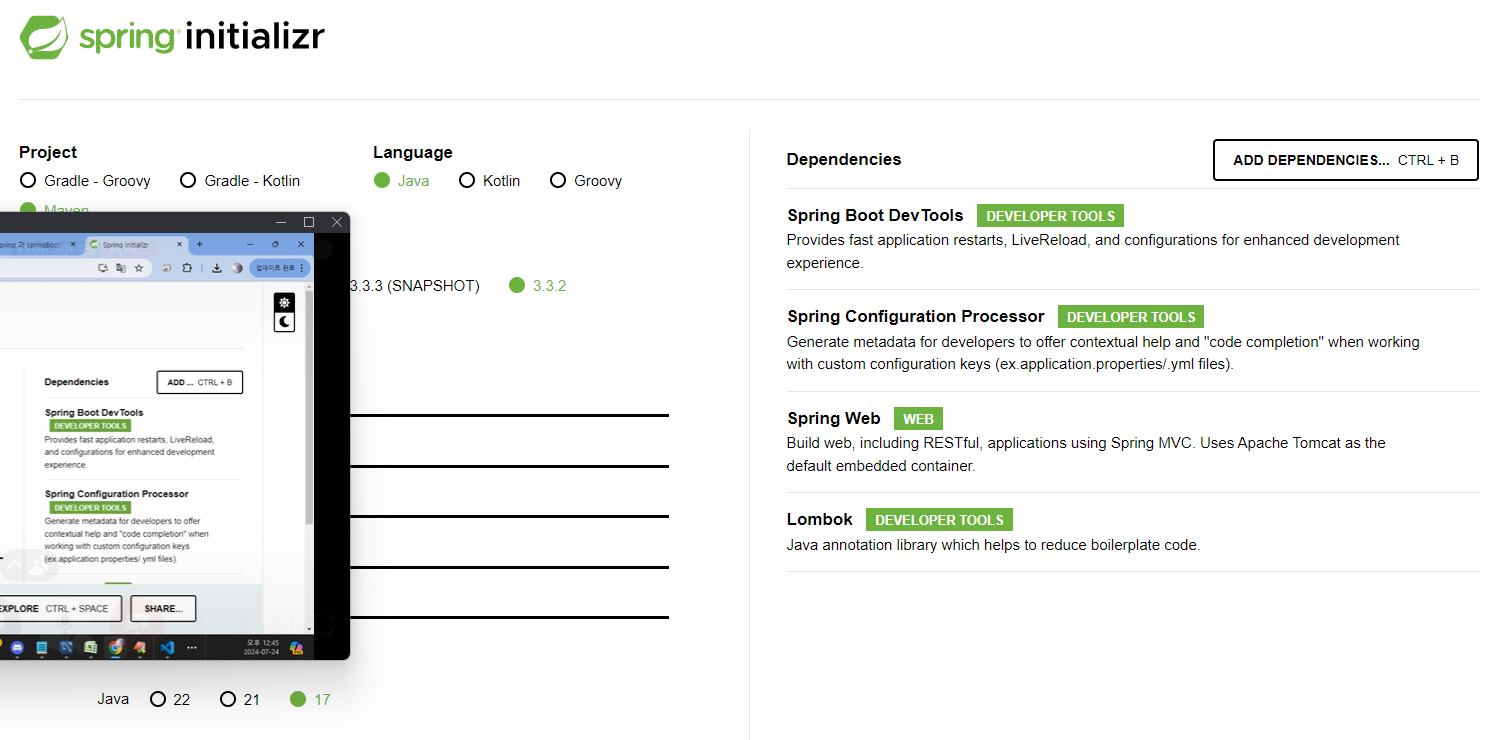 spring initializr
Project
Gradle - Groovy
Gradle - Kotlin
Maven
Language
Java
Kotlin
Groovy
3.3.3 (SNAPSHOT)
3.3.2
Java
22
21
17
Dependencies
ADD DEPENDENCIES... CTRL + B
Spring Boot DevTools DEVELOPER TOOLS
Provides fast application restarts, LiveReload, and configurations for enhanced development
experience.
Spring Configuration Processor DEVELOPER TOOLS
Generate metadata for developers to offer contextual help and "code completion" when working
with custom configuration keys (ex.application.properties/.yml files).
Spring Web WEB
Build web, including RESTful, applications using Spring MVC. Uses Apache Tomcat as the
default embedded container.
Lombok DEVELOPER TOOLS
Java annotation library which helps to reduce boilerplate code.
Spring Initializr
업데이트 완료
Dependencies
ADD ... CTRL + B
Spring Boot DevTools
DEVELOPER TOOLS
Provides fast application restarts, LiveReload,
and configurations for enhanced development
experience.
Spring Configuration Processor
DEVELOPER TOOLS
Generate metadata for developers to offer
contextual help and "code completion" when
working with custom configuration keys
(ex.application.properties/.yml files).
EXPLORE CTRL + SPACE
SHARE...
오후 12:45
2024-07-24